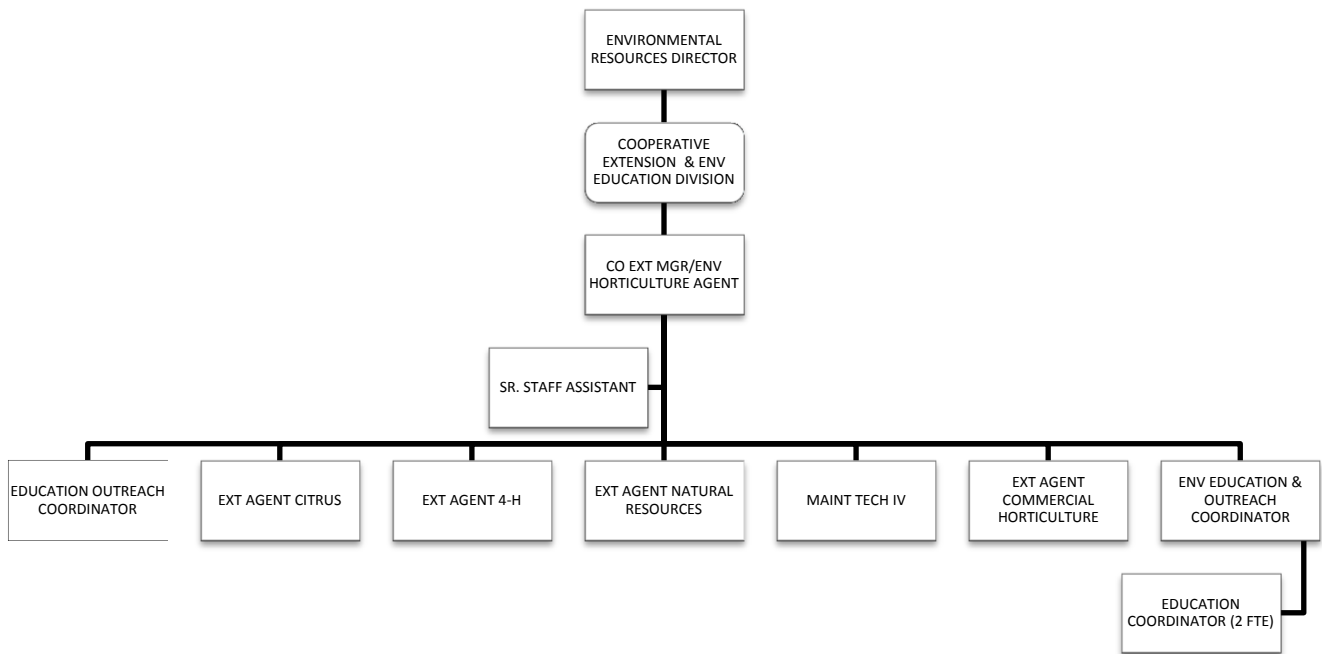 ENVIRONMENTAL
RESOURCES DIRECTOR
COOPERATIVE
EXTENSION & ENV
EDUCATION DIVISION
CO EXT MGR/ENV
HORTICULTURE AGENT
SR. STAFF ASSISTANT
EDUCATION OUTREACH
COORDINATOR
EXT AGENT CITRUS
EXT AGENT 4-H
EXT AGENT NATURAL
RESOURCES
MAINT TECH IV
EXT AGENT
COMMERCIAL
HORTICULTURE
ENV EDUCATION &
OUTREACH
COORDINATOR
EDUCATION
COORDINATOR (2 FTE)